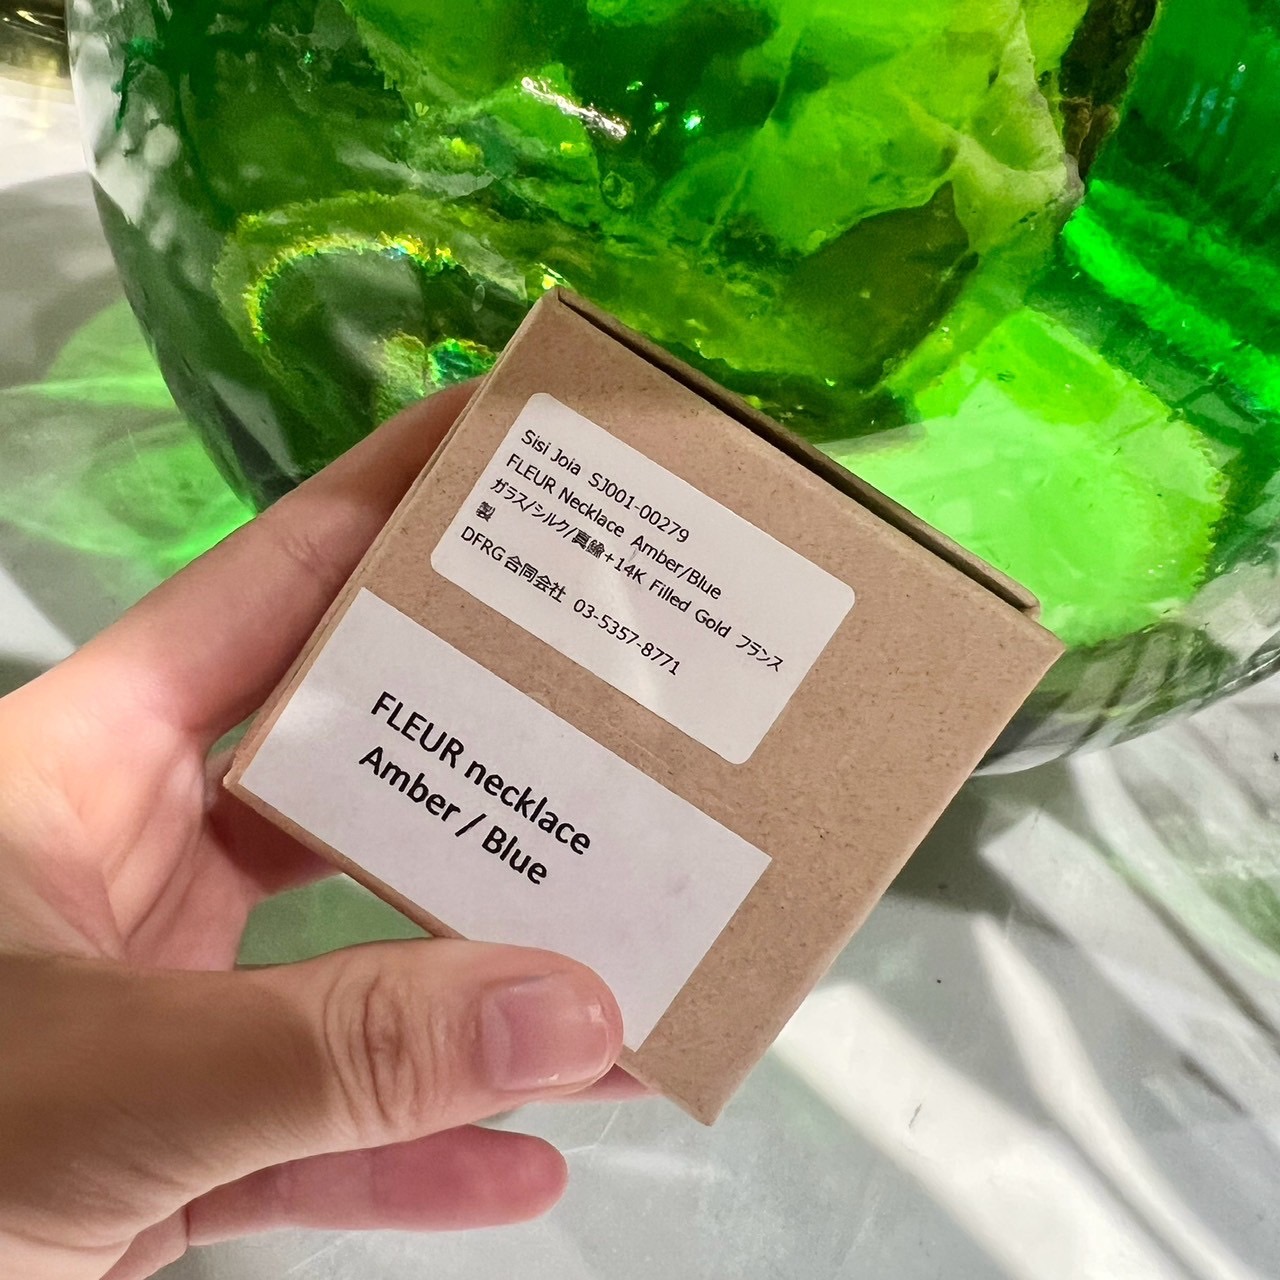 Sisi Joia SJ001-00279
FLEUR Necklace Amber/Blue
ガラス/シルク/真鍮+14K Filled Gold フランス
製
DFRG合同会社 03-5357-8771
FLEUR necklace
Amber / Blue